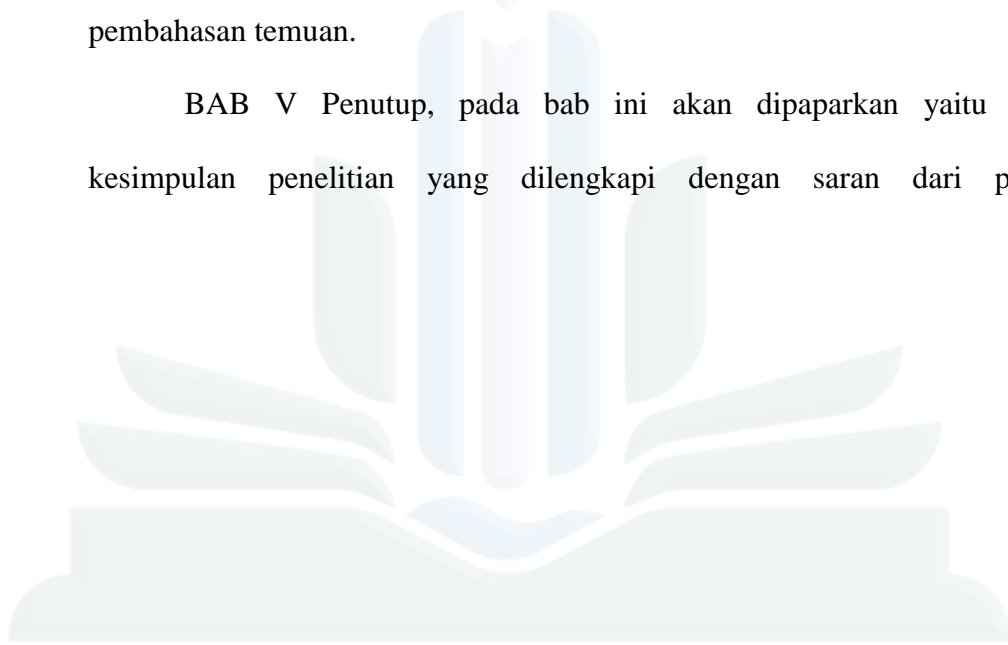 pembahasan temuan.
BAB V Penutup, pada bab ini akan dipaparkan yaitu
kesimpulan penelitian yang dilengkapi dengan saran dari